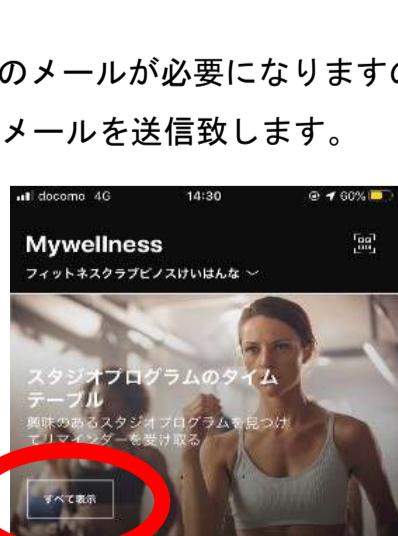 のメールが必要になりますの
メールを送信致します。
docomo 4G 14:30 60%
Mywellness
フィットネスクラブピノスけいはんな
スタジオプログラムのタイム
テーブル
興味のあるスタジオプログラムを見つけ
てリマインダーを受け取る
すべて表示